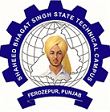 SHAHEED BHAGAT SINGH STATE TECHNICAL CAMPUS
FEROZEPUR, PUNJAB